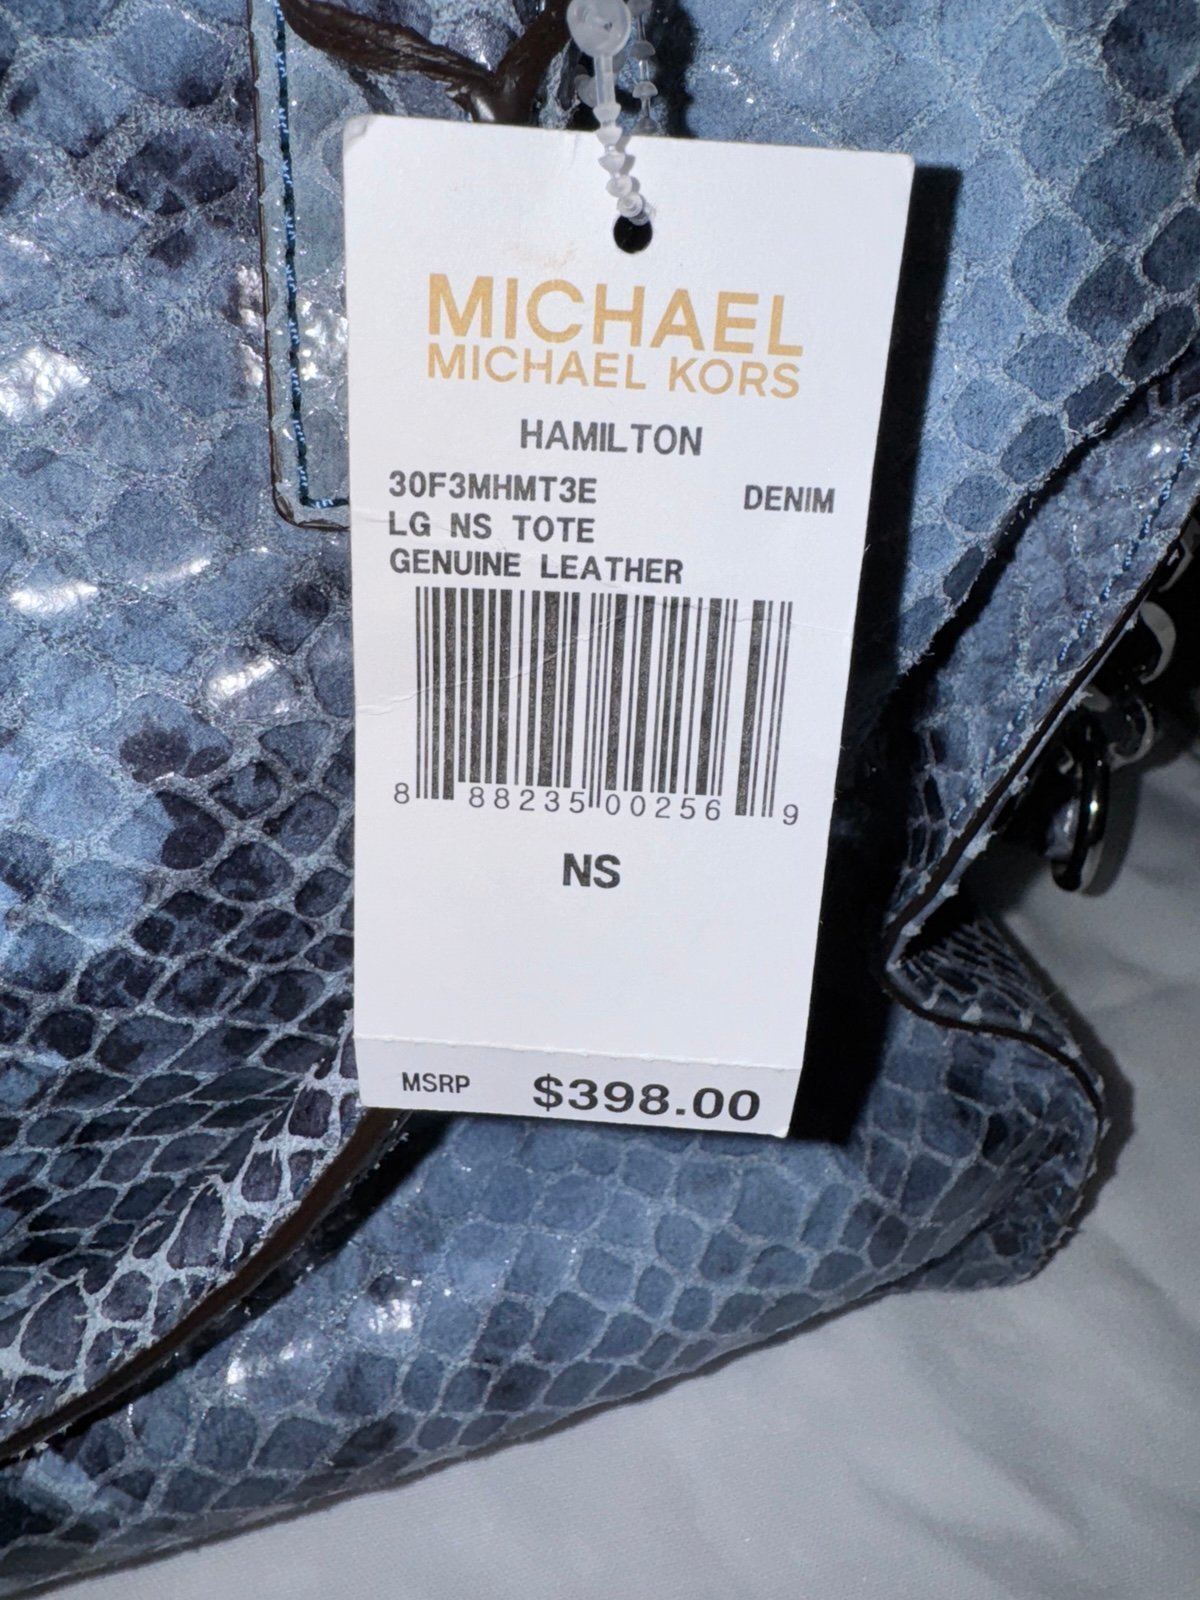 MICHAEL
MICHAEL KORS
HAMILTON
30F3MHMT3E DENIM
LG NS TOTE
GENUINE LEATHER
8 88235 00256 9
NS
MSRP $398.00